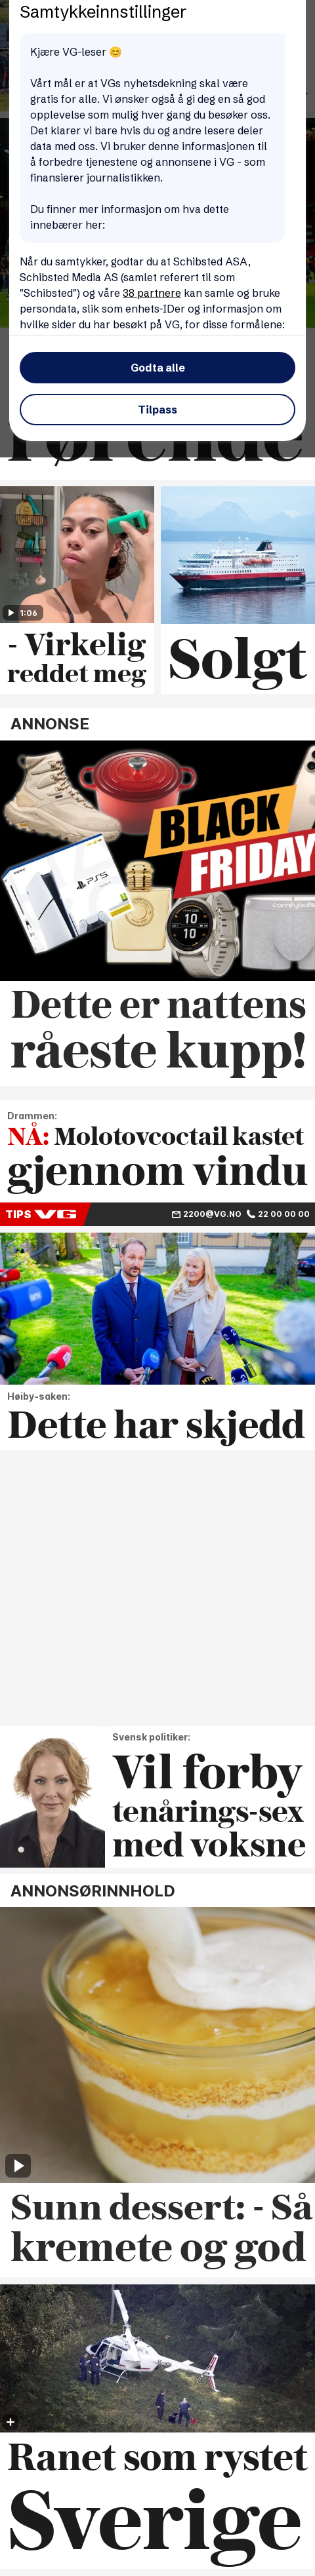 Samtykkeinnstillinger
Kjære VG-leser 😊
Vårt mål er at VGs nyhetsdekning skal være
gratis for alle. Vi ønsker også å gi deg en så god
opplevelse som mulig hver gang du besøker oss.
Det klarer vi bare hvis du og andre lesere deler
data med oss. Vi bruker denne informasjonen til
å forbedre tjenestene og annonsene i VG - som
finansierer journalistikken.
Du finner mer informasjon om hva dette
innebærer her:
Når du samtykker, godtar du at Schibsted ASA,
Schibsted Media AS (samlet referert til som
"Schibsted") og våre 38 partnere kan samle og bruke
persondata, slik som enhets-IDer og informasjon om
hvilke sider du har besøkt på VG, for disse formålene:
Godta alle
Tilpass
rørende
1:06
- Virkelig
reddet meg
Solgt
ANNONSE
BLACK
FRIDAY
PS5
10
10
comfyballs
Dette er nattens
råeste kupp!
Drammen:
NÅ: Molotovcoctail kastet
gjennom vindu
TIPS VG 2200@VG.NO 22 00 00 00
2
NTB
Høiby-saken:
Dette har skjedd
Svensk politiker:
Vil forby
tenårings-sex
med voksne
ANNONSØRINNHOLD
Sunn dessert: - Så
kremete og god
Ranet som rystet
Sverige